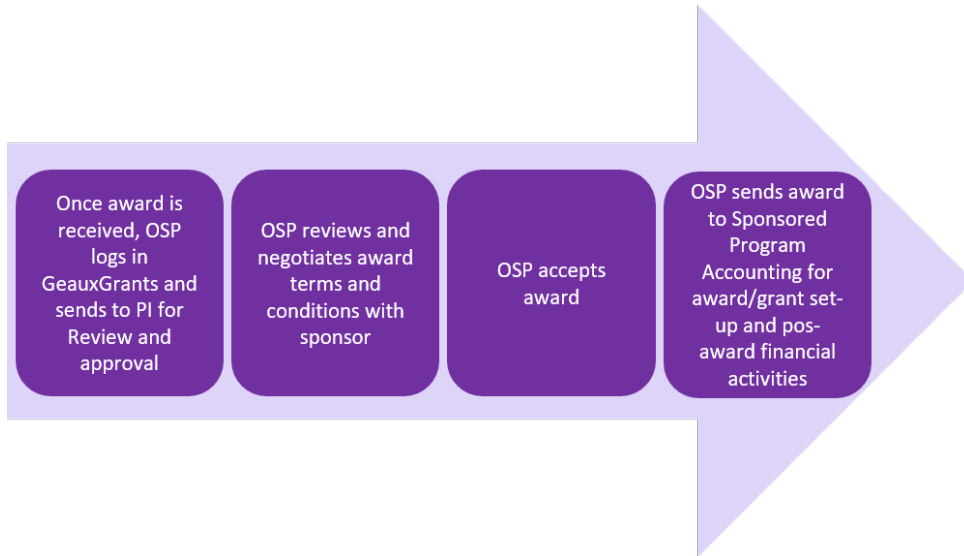 Once award is
received, OSP
logs in
GeauxGrants and
sends to PI for
Review and
approval
OSP reviews and
negotiates award
terms and
conditions with
sponsor
OSP accepts
award
OSP sends award
to Sponsored
Program
Accounting for
award/grant set-
up and pos-
award financial
activities